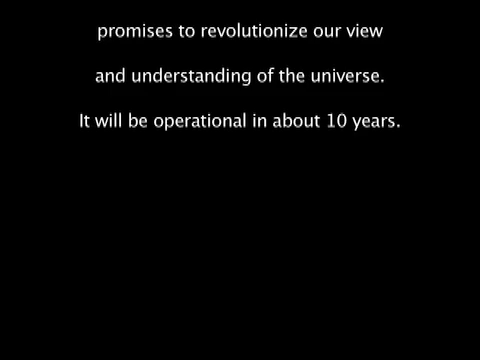 promises to revolutionize our view
and understanding of the universe.
It will be operational in about 10 years.